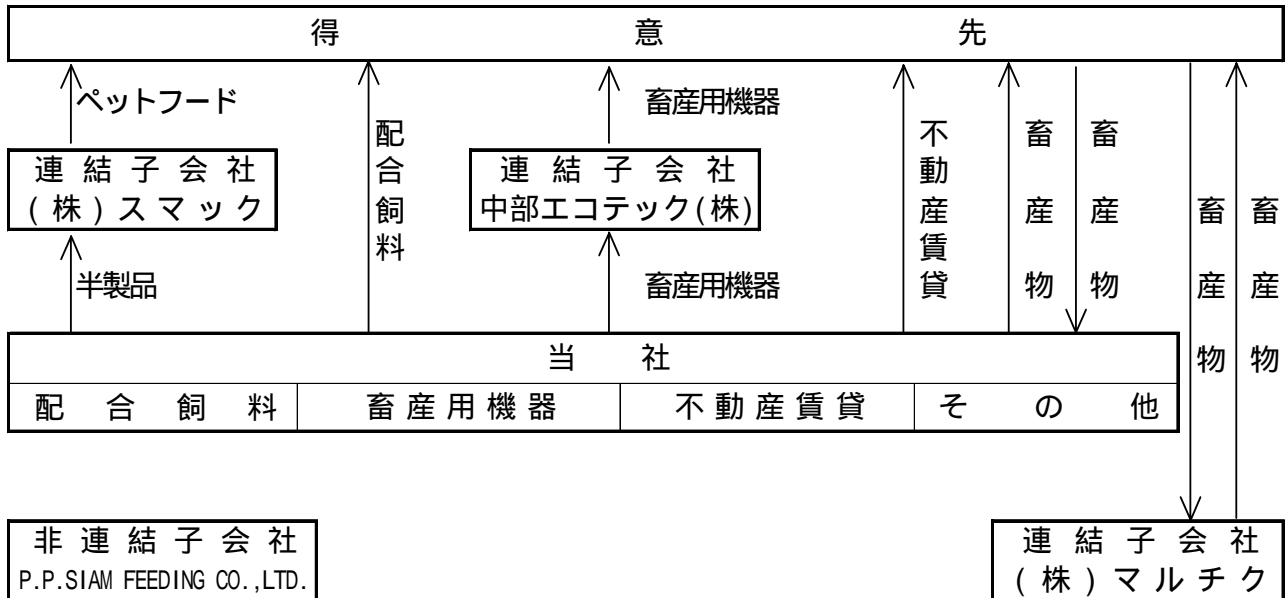 得意先
ペットフード
配合飼料
畜産用機器
不動産賃貸
畜産物
畜産物
畜産物
畜産物
連結子会社
(株)スマック
連結子会社
中部エコテック(株)
半製品
畜産用機器
当社
配合飼料 畜産用機器 不動産賃貸 その他
非連結子会社
P.P.SIAM FEEDING CO.,LTD.
連結子会社
(株)マルチク